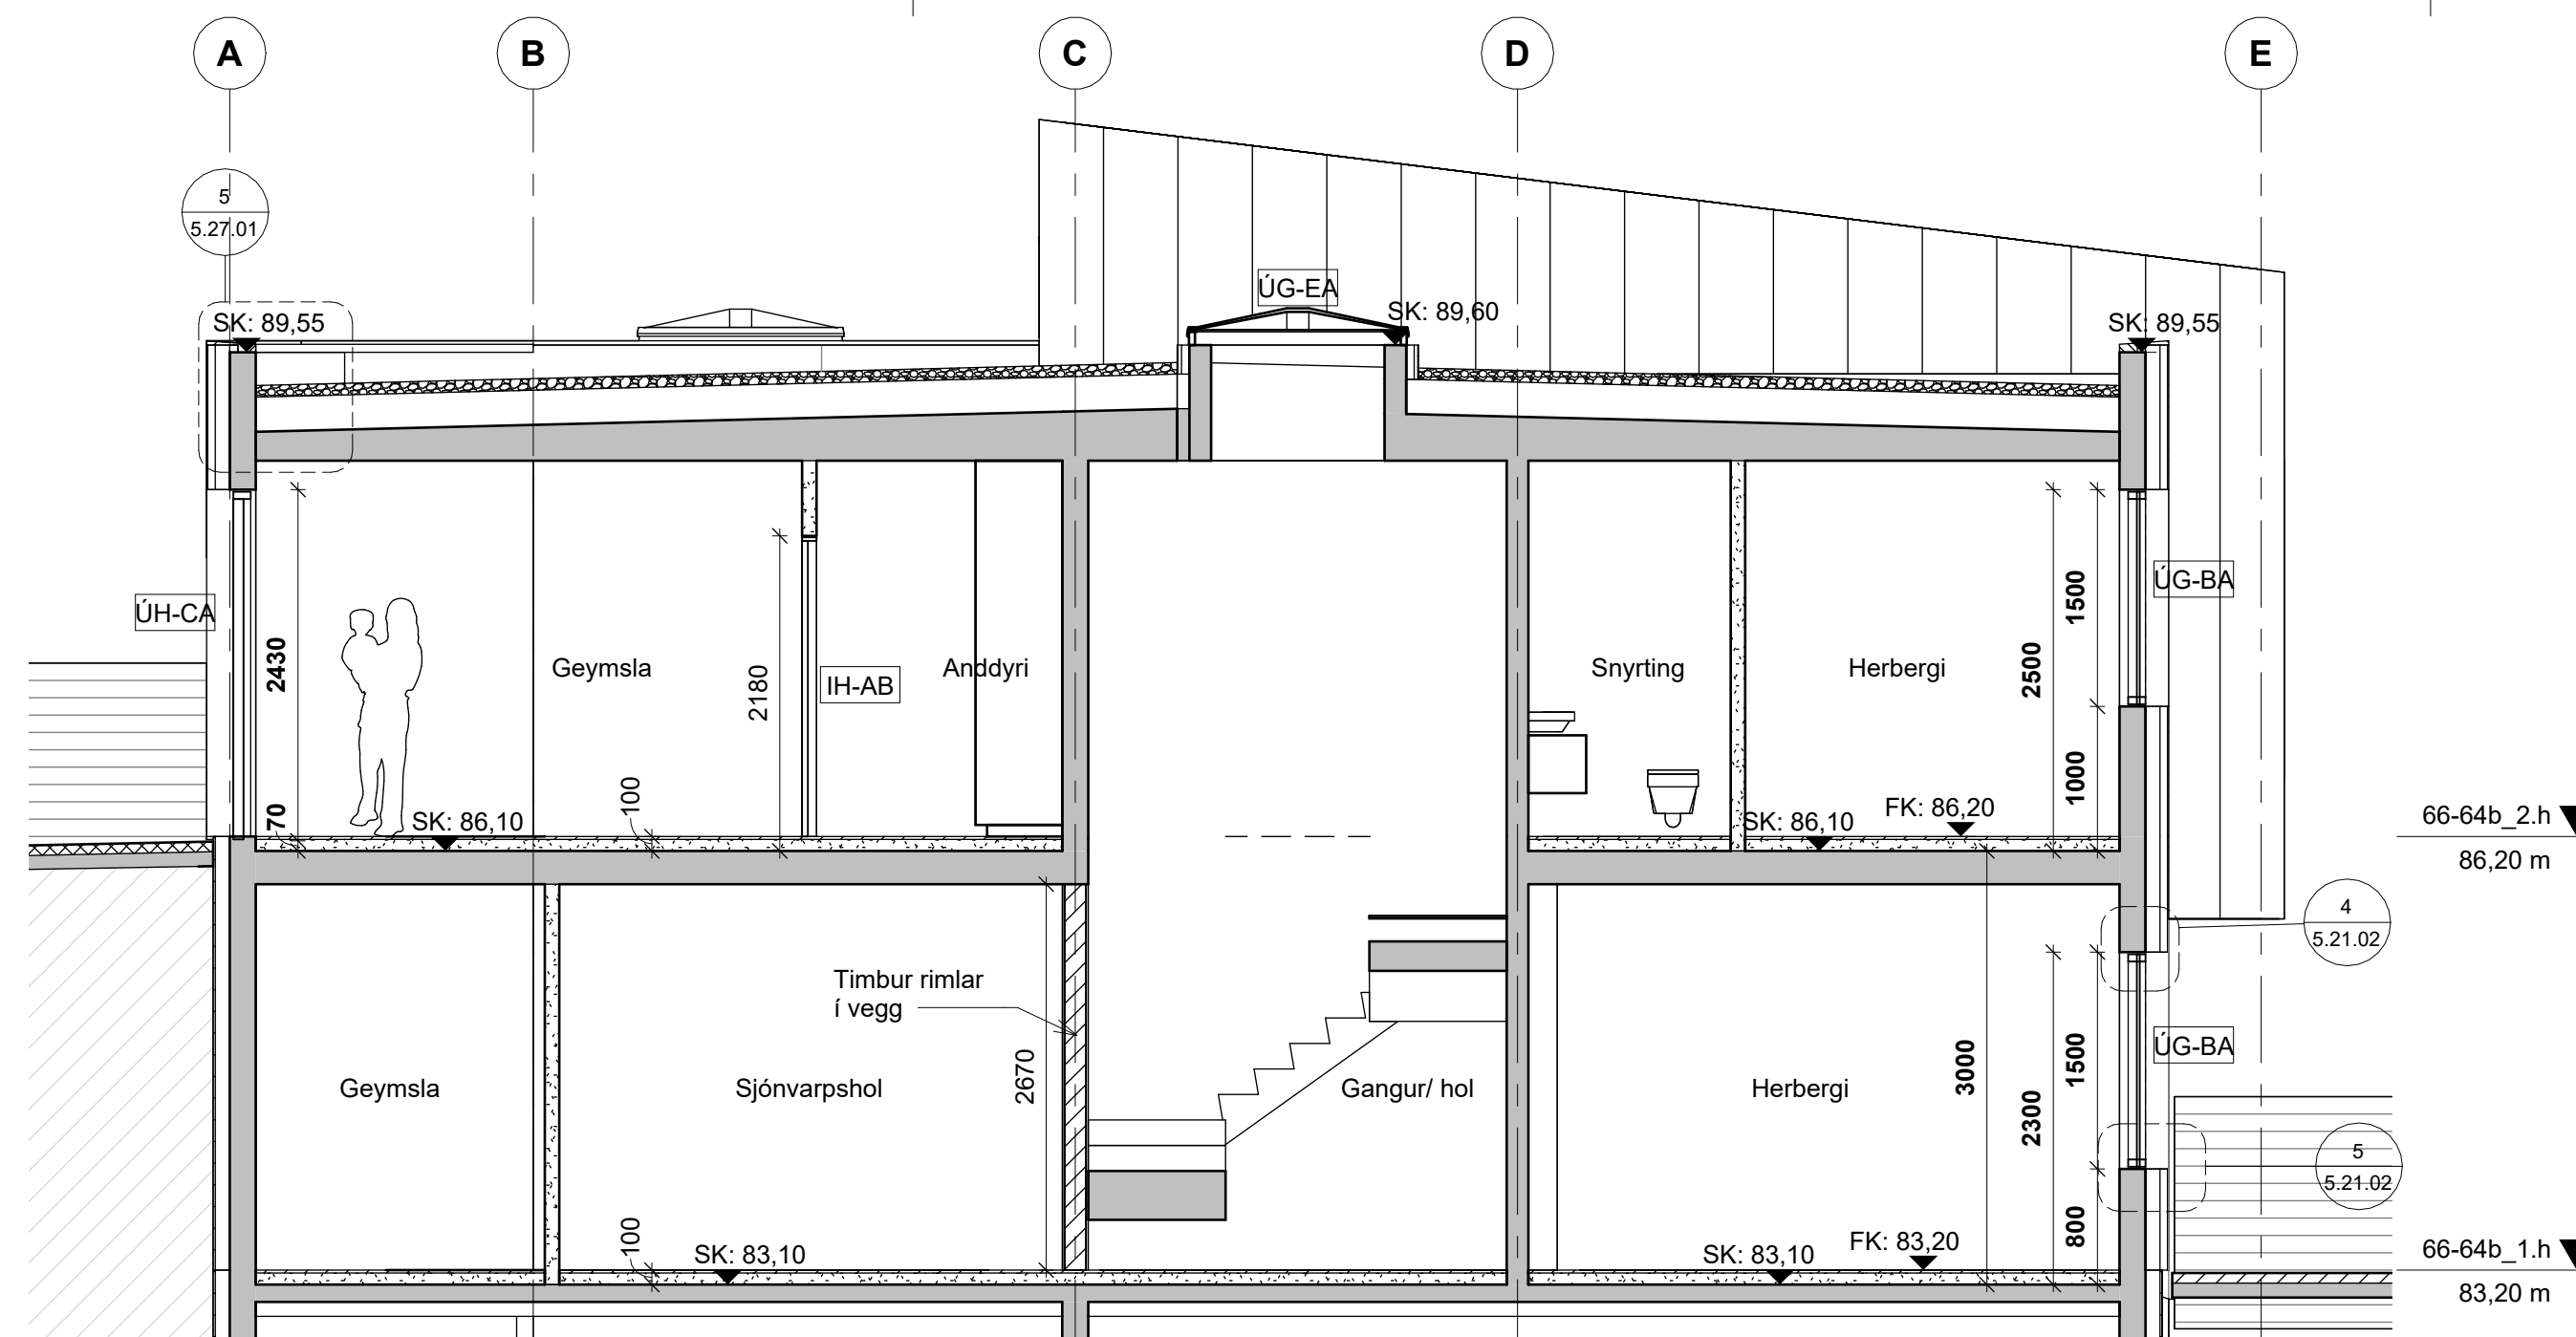 A
B
C
D
E
5
5.27.01
ÚG-EA
SK: 89,55
SK: 89,60
SK: 89,55
ÚH-CA
2430
70
Geymsla
2180
IH-AB
Anddyri
Snyrting
Herbergi
2500
1500
1000
ÚG-BA
SK: 86,10
100
SK: 86,10
FK: 86,20
66-64b_2.h
86,20 m
4
5.21.02
Timbur rimlar
í vegg
Geymsla
Sjónvarpshol
2670
Gangur/ hol
Herbergi
3000
2300
1500
800
ÚG-BA
5
5.21.02
100
SK: 83,10
SK: 83,10
FK: 83,20
66-64b_1.h
83,20 m